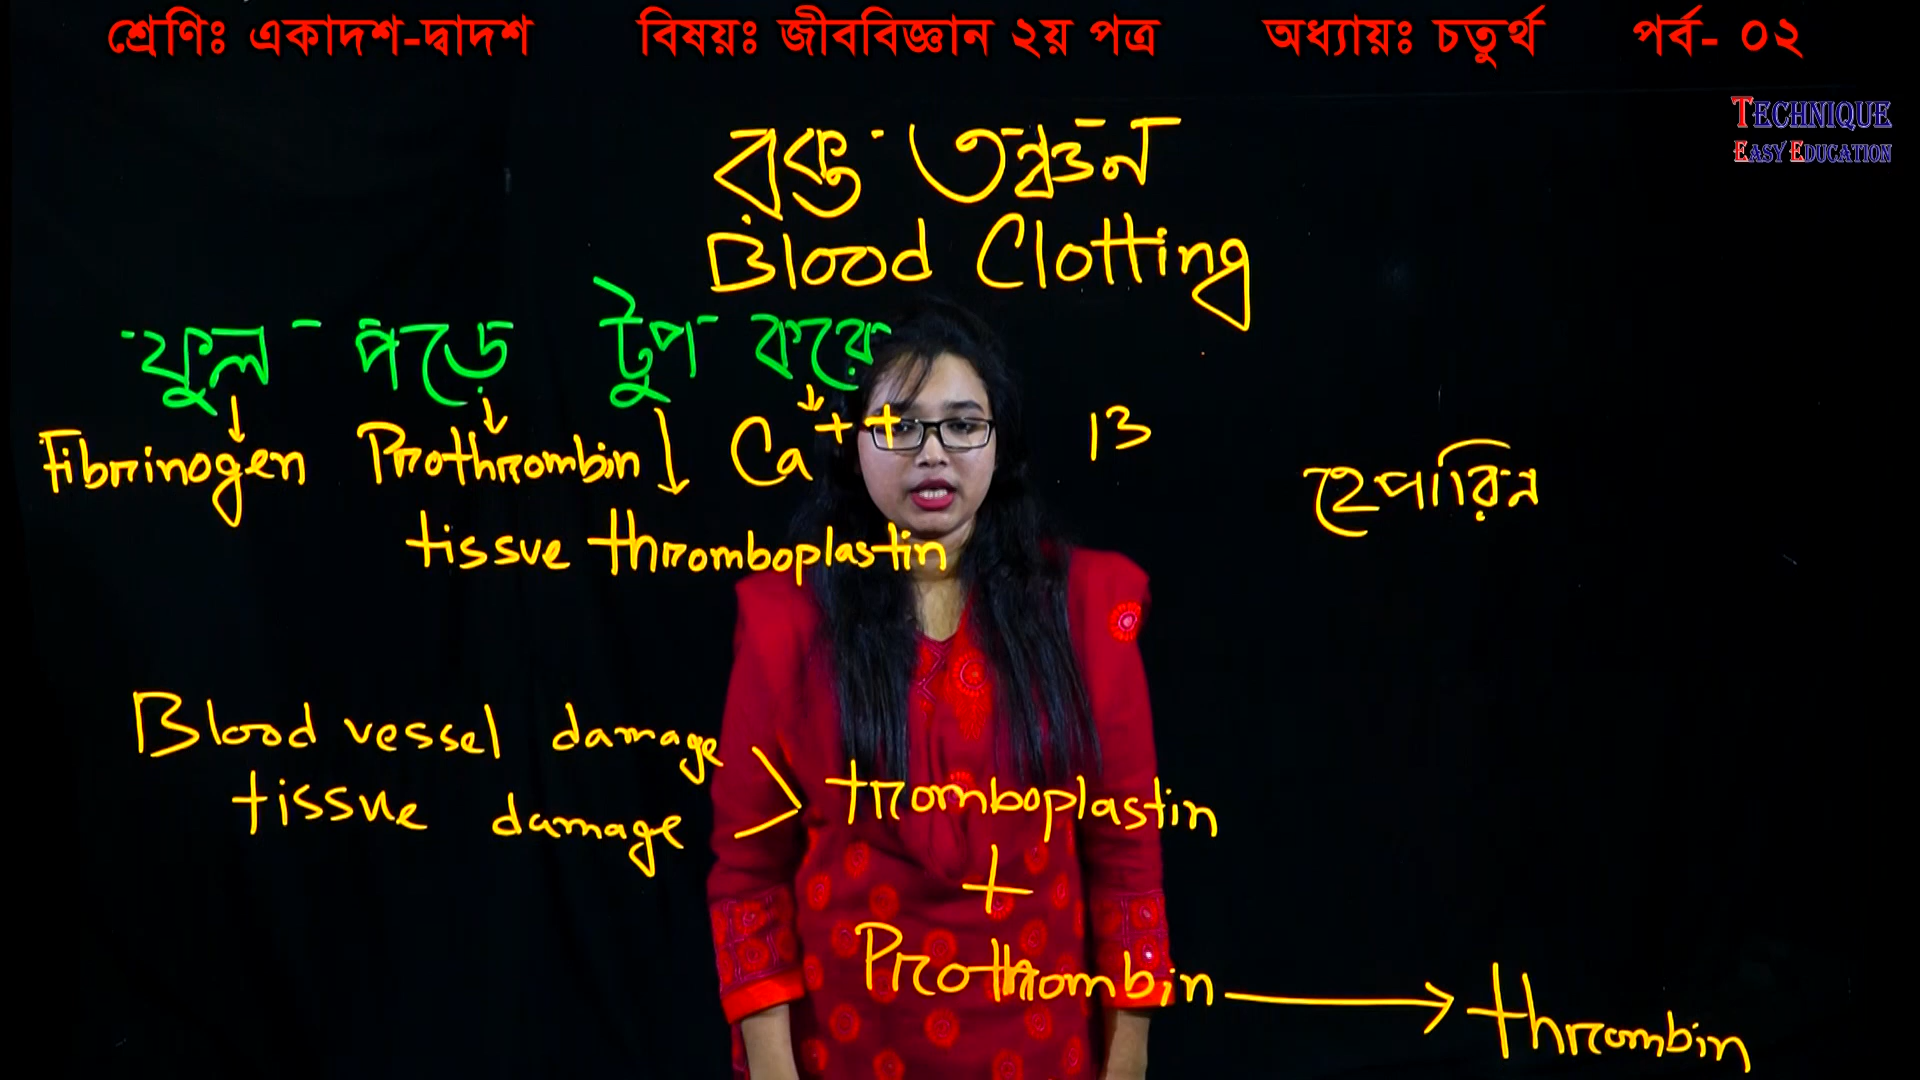 শ্রেণিঃ একাদশ-দ্বাদশ বিষয়ঃ জীববিজ্ঞান ২য় পত্র অধ্যায়ঃ চতুর্থ পর্ব- ০২
TECHNIQUE
EASY EDUCATION
রক্ত তঞ্চন
Blood Clotting
ফুল পড়ে টুপ করে
Fibrinogen Prothrombin Ca++ 13
হেপারিন
tissue thromboplastin
Blood vessel damage
tissue damage
tromboplastin
+
Prothrombin → thrombin